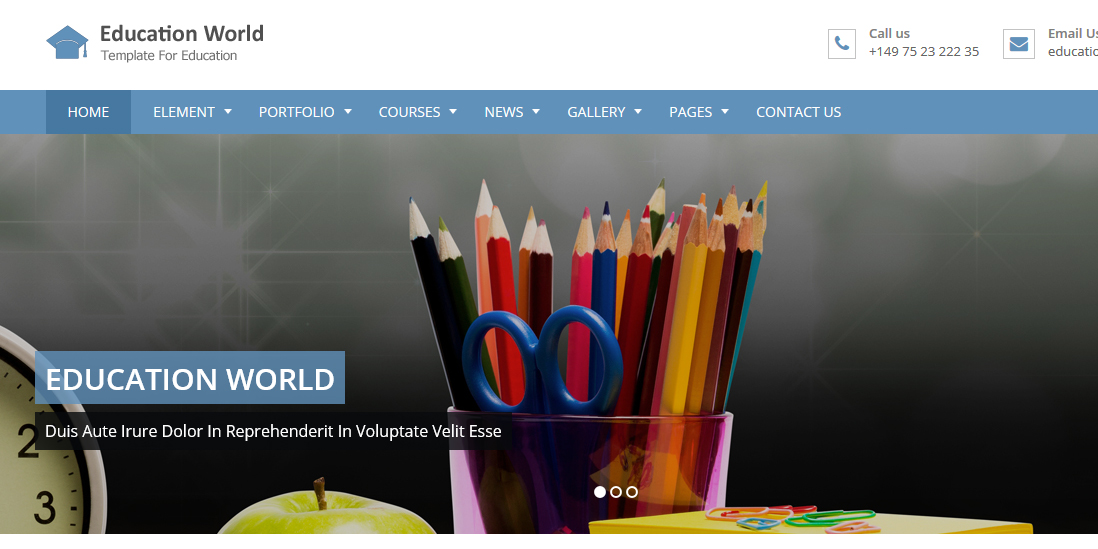 Education World
Template For Education
Call us
+149 75 23 222 35
Email Us
educatio
HOME ELEMENT PORTFOLIO COURSES NEWS GALLERY PAGES CONTACT US
EDUCATION WORLD
Duis Aute Irure Dolor In Reprehenderit In Voluptate Velit Esse
2
3